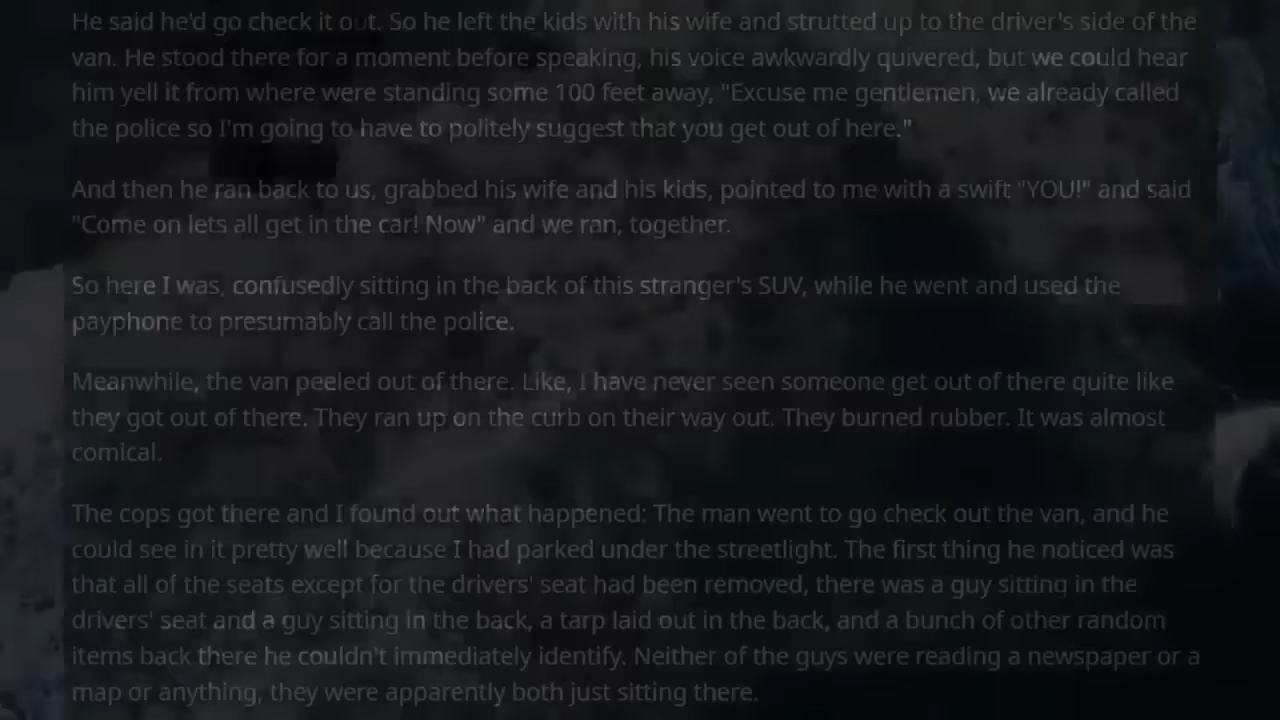 He said he'd go check it out. So he left the kids with his wife and strutted up to the driver's side of the
van. He stood there for a moment before speaking, his voice awkwardly quivered, but we could hear
him yell it from where were standing some 100 feet away, "Excuse me gentlemen, we already called
the police so I'm going to have to politely suggest that you get out of here."
And then he ran back to us, grabbed his wife and his kids, pointed to me with a swift "YOU!" and said
"Come on lets all get in the car! Now" and we ran, together.
So here I was, confusedly sitting in the back of this stranger's SUV, while he went and used the
payphone to presumably call the police.
Meanwhile, the van peeled out of there. Like, I have never seen someone get out of there quite like
they got out of there. They ran up on the curb on their way out. They burned rubber. It was almost
comical.
The cops got there and I found out what happened: The man went to go check out the van, and he
could see in it pretty well because I had parked under the streetlight. The first thing he noticed was
that all of the seats except for the drivers' seat had been removed, there was a guy sitting in the
drivers' seat and a guy sitting in the back, a tarp laid out in the back, and a bunch of other random
items back there he couldn't immediately identify. Neither of the guys were reading a newspaper or a
map or anything, they were apparently both just sitting there.